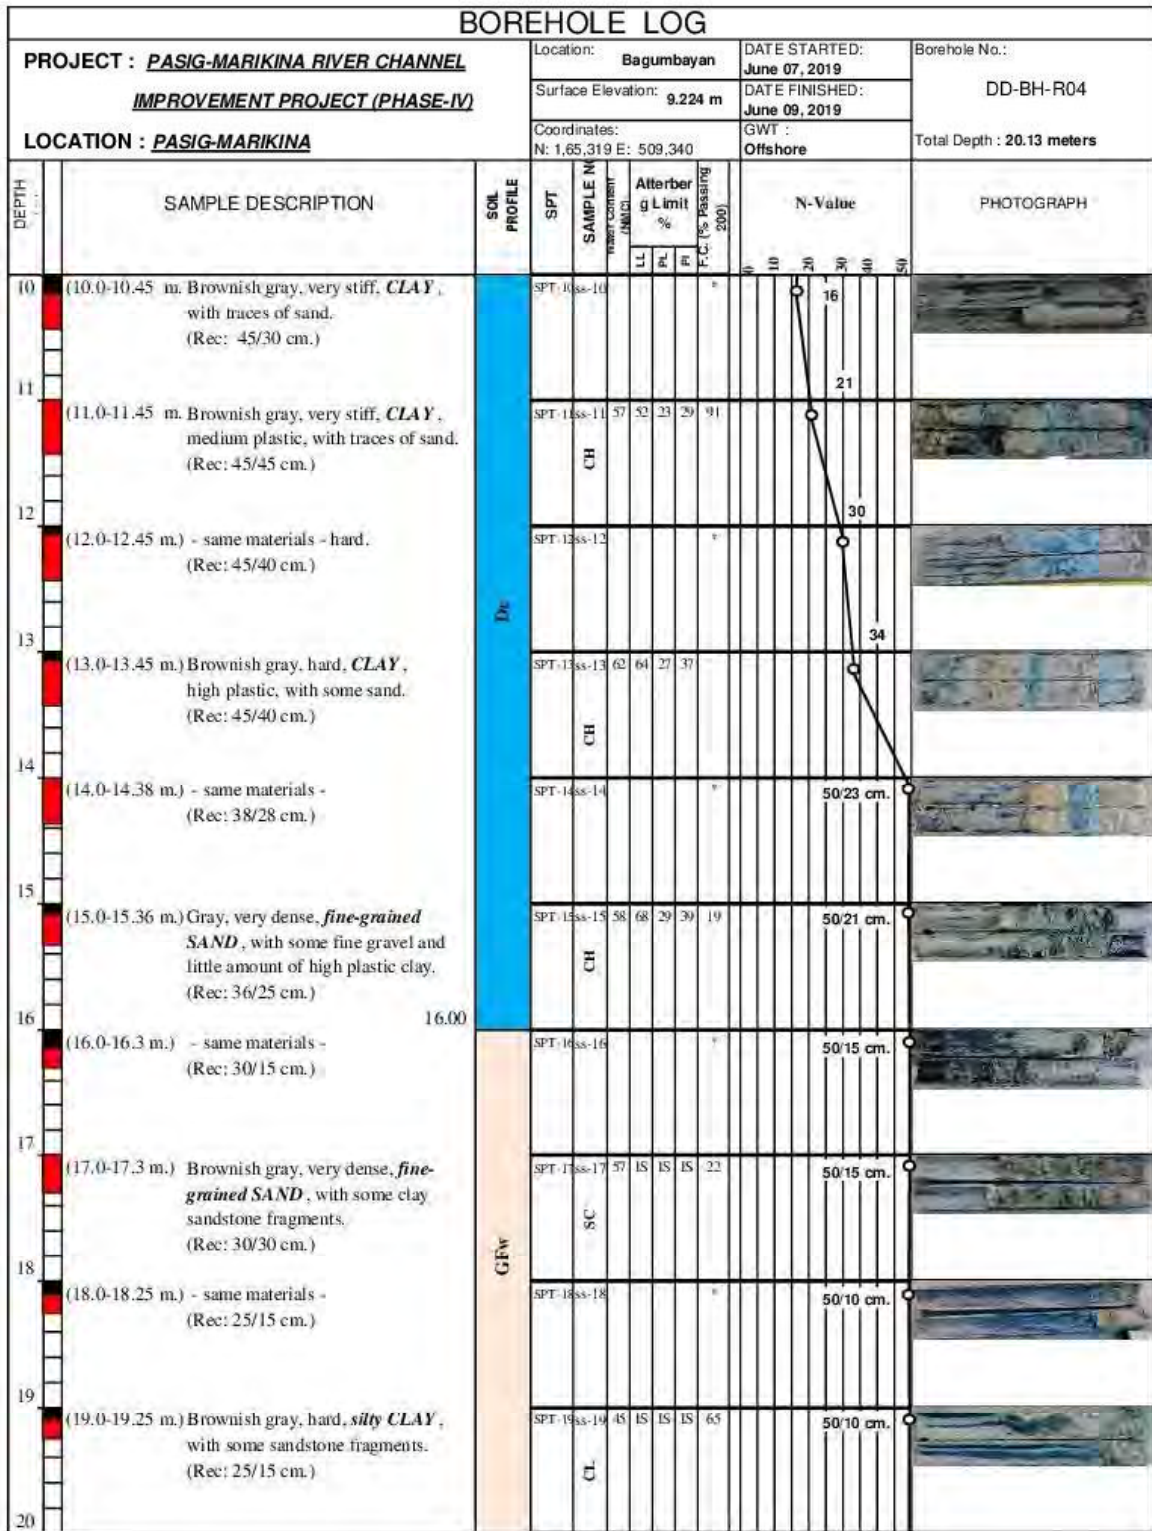 BOREHOLE LOG
PROJECT : PASIG-MARIKINA RIVER CHANNEL
IMPROVEMENT PROJECT (PHASE-IV)
LOCATION : PASIG-MARIKINA
Location: Bagumbayan
Surface Elevation: 9.224 m
Coordinates:
N: 1,65,319 E: 509,340
DATE STARTED:
June 07, 2019
DATE FINISHED:
June 09, 2019
GWT :
Offshore
Borehole No.:
DD-BH-R04
Total Depth : 20.13 meters
DEPTH
SAMPLE DESCRIPTION
SOIL PROFILE
SPT
SAMPLE NO
Water Content (NMC)
Atterber
g Limit
%
LL PL PI
F.C. (% Passing 200)
N-Value
0 10 20 30 40 50
PHOTOGRAPH
10
(10.0-10.45 m. Brownish gray, very stiff, CLAY,
with traces of sand.
(Rec: 45/30 cm.)
SPT-10 ss-10 *
16
11
21
(11.0-11.45 m. Brownish gray, very stiff, CLAY,
medium plastic, with traces of sand.
(Rec: 45/45 cm.)
SPT-11 ss-11 57 52 23 29 91
CH
12
30
(12.0-12.45 m.) - same materials - hard.
(Rec: 45/40 cm.)
SPT-12 ss-12 *
Dc
13
34
(13.0-13.45 m.) Brownish gray, hard, CLAY,
high plastic, with some sand.
(Rec: 45/40 cm.)
SPT-13 ss-13 62 64 27 37
CH
14
(14.0-14.38 m.) - same materials -
(Rec: 38/28 cm.)
SPT-14 ss-14 *
50/23 cm.
15
(15.0-15.36 m.) Gray, very dense, fine-grained
SAND, with some fine gravel and
little amount of high plastic clay.
(Rec: 36/25 cm.)
SPT-15 ss-15 58 68 29 39 19
CH
50/21 cm.
16
16.00
(16.0-16.3 m.) - same materials -
(Rec: 30/15 cm.)
SPT-16 ss-16 *
50/15 cm.
17
(17.0-17.3 m.) Brownish gray, very dense, fine-
grained SAND, with some clay
sandstone fragments.
(Rec: 30/30 cm.)
SPT-17 ss-17 57 IS IS IS 22
SC
50/15 cm.
GFw
18
(18.0-18.25 m.) - same materials -
(Rec: 25/15 cm.)
SPT-18 ss-18 *
50/10 cm.
19
(19.0-19.25 m.) Brownish gray, hard, silty CLAY,
with some sandstone fragments.
(Rec: 25/15 cm.)
SPT-19 ss-19 45 IS IS IS 65
CL
50/10 cm.
20